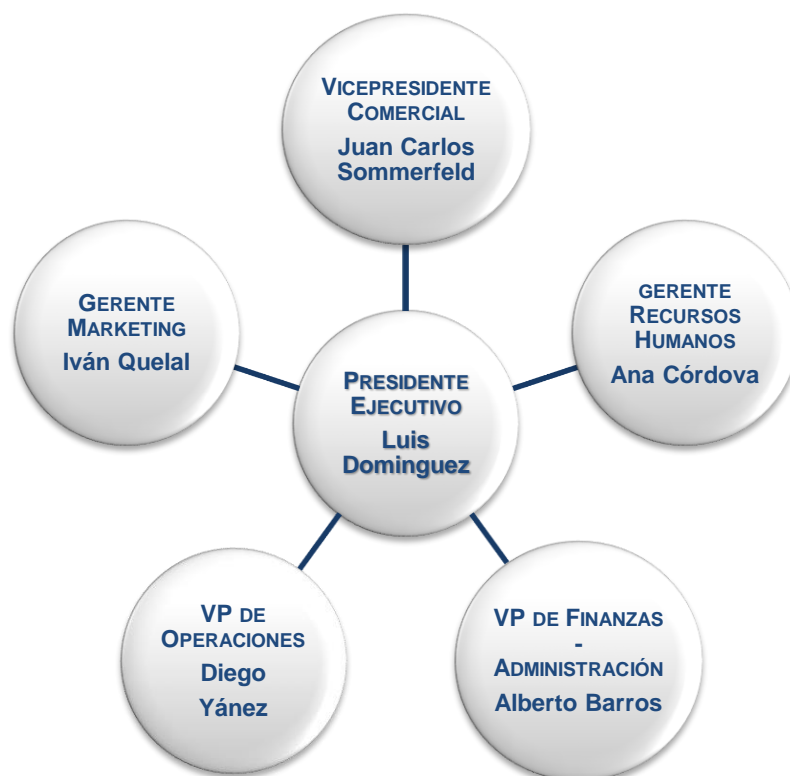 VICEPRESIDENTE
COMERCIAL
Juan Carlos
Sommerfeld
GERENTE
MARKETING
Iván Quelal
GERENTE
RECURSOS
HUMANOS
Ana Córdova
PRESIDENTE
EJECUTIVO
Luis
Dominguez
VP DE
OPERACIONES
Diego
Yánez
VP DE FINANZAS
-
ADMINISTRACIÓN
Alberto Barros